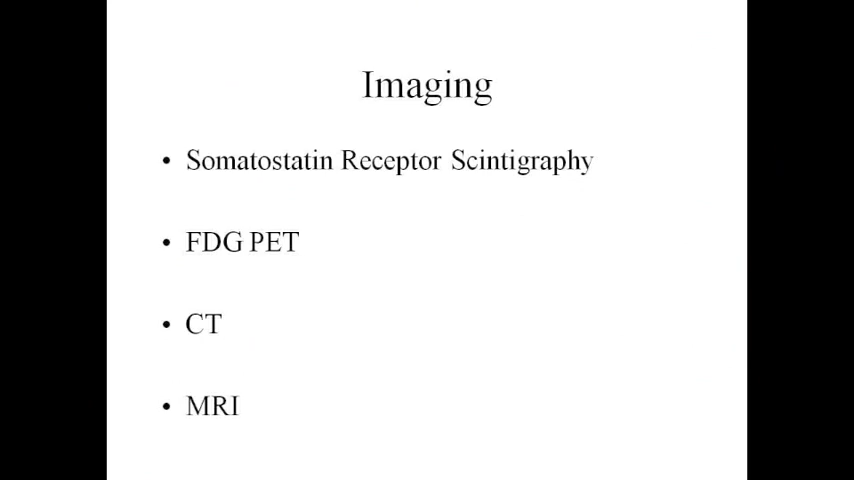 Imaging
• Somatostatin Receptor Scintigraphy
• FDG PET
• CT
• MRI